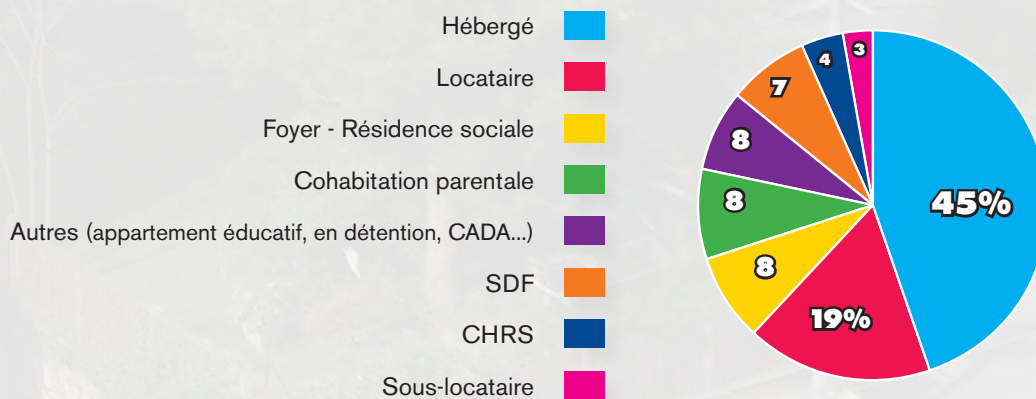 Hébergé
Locataire
Foyer - Résidence sociale
Cohabitation parentale
Autres (appartement éducatif, en détention, CADA...)
SDF
CHRS
Sous-locataire
45%
19%
8
8
8
7
4
3